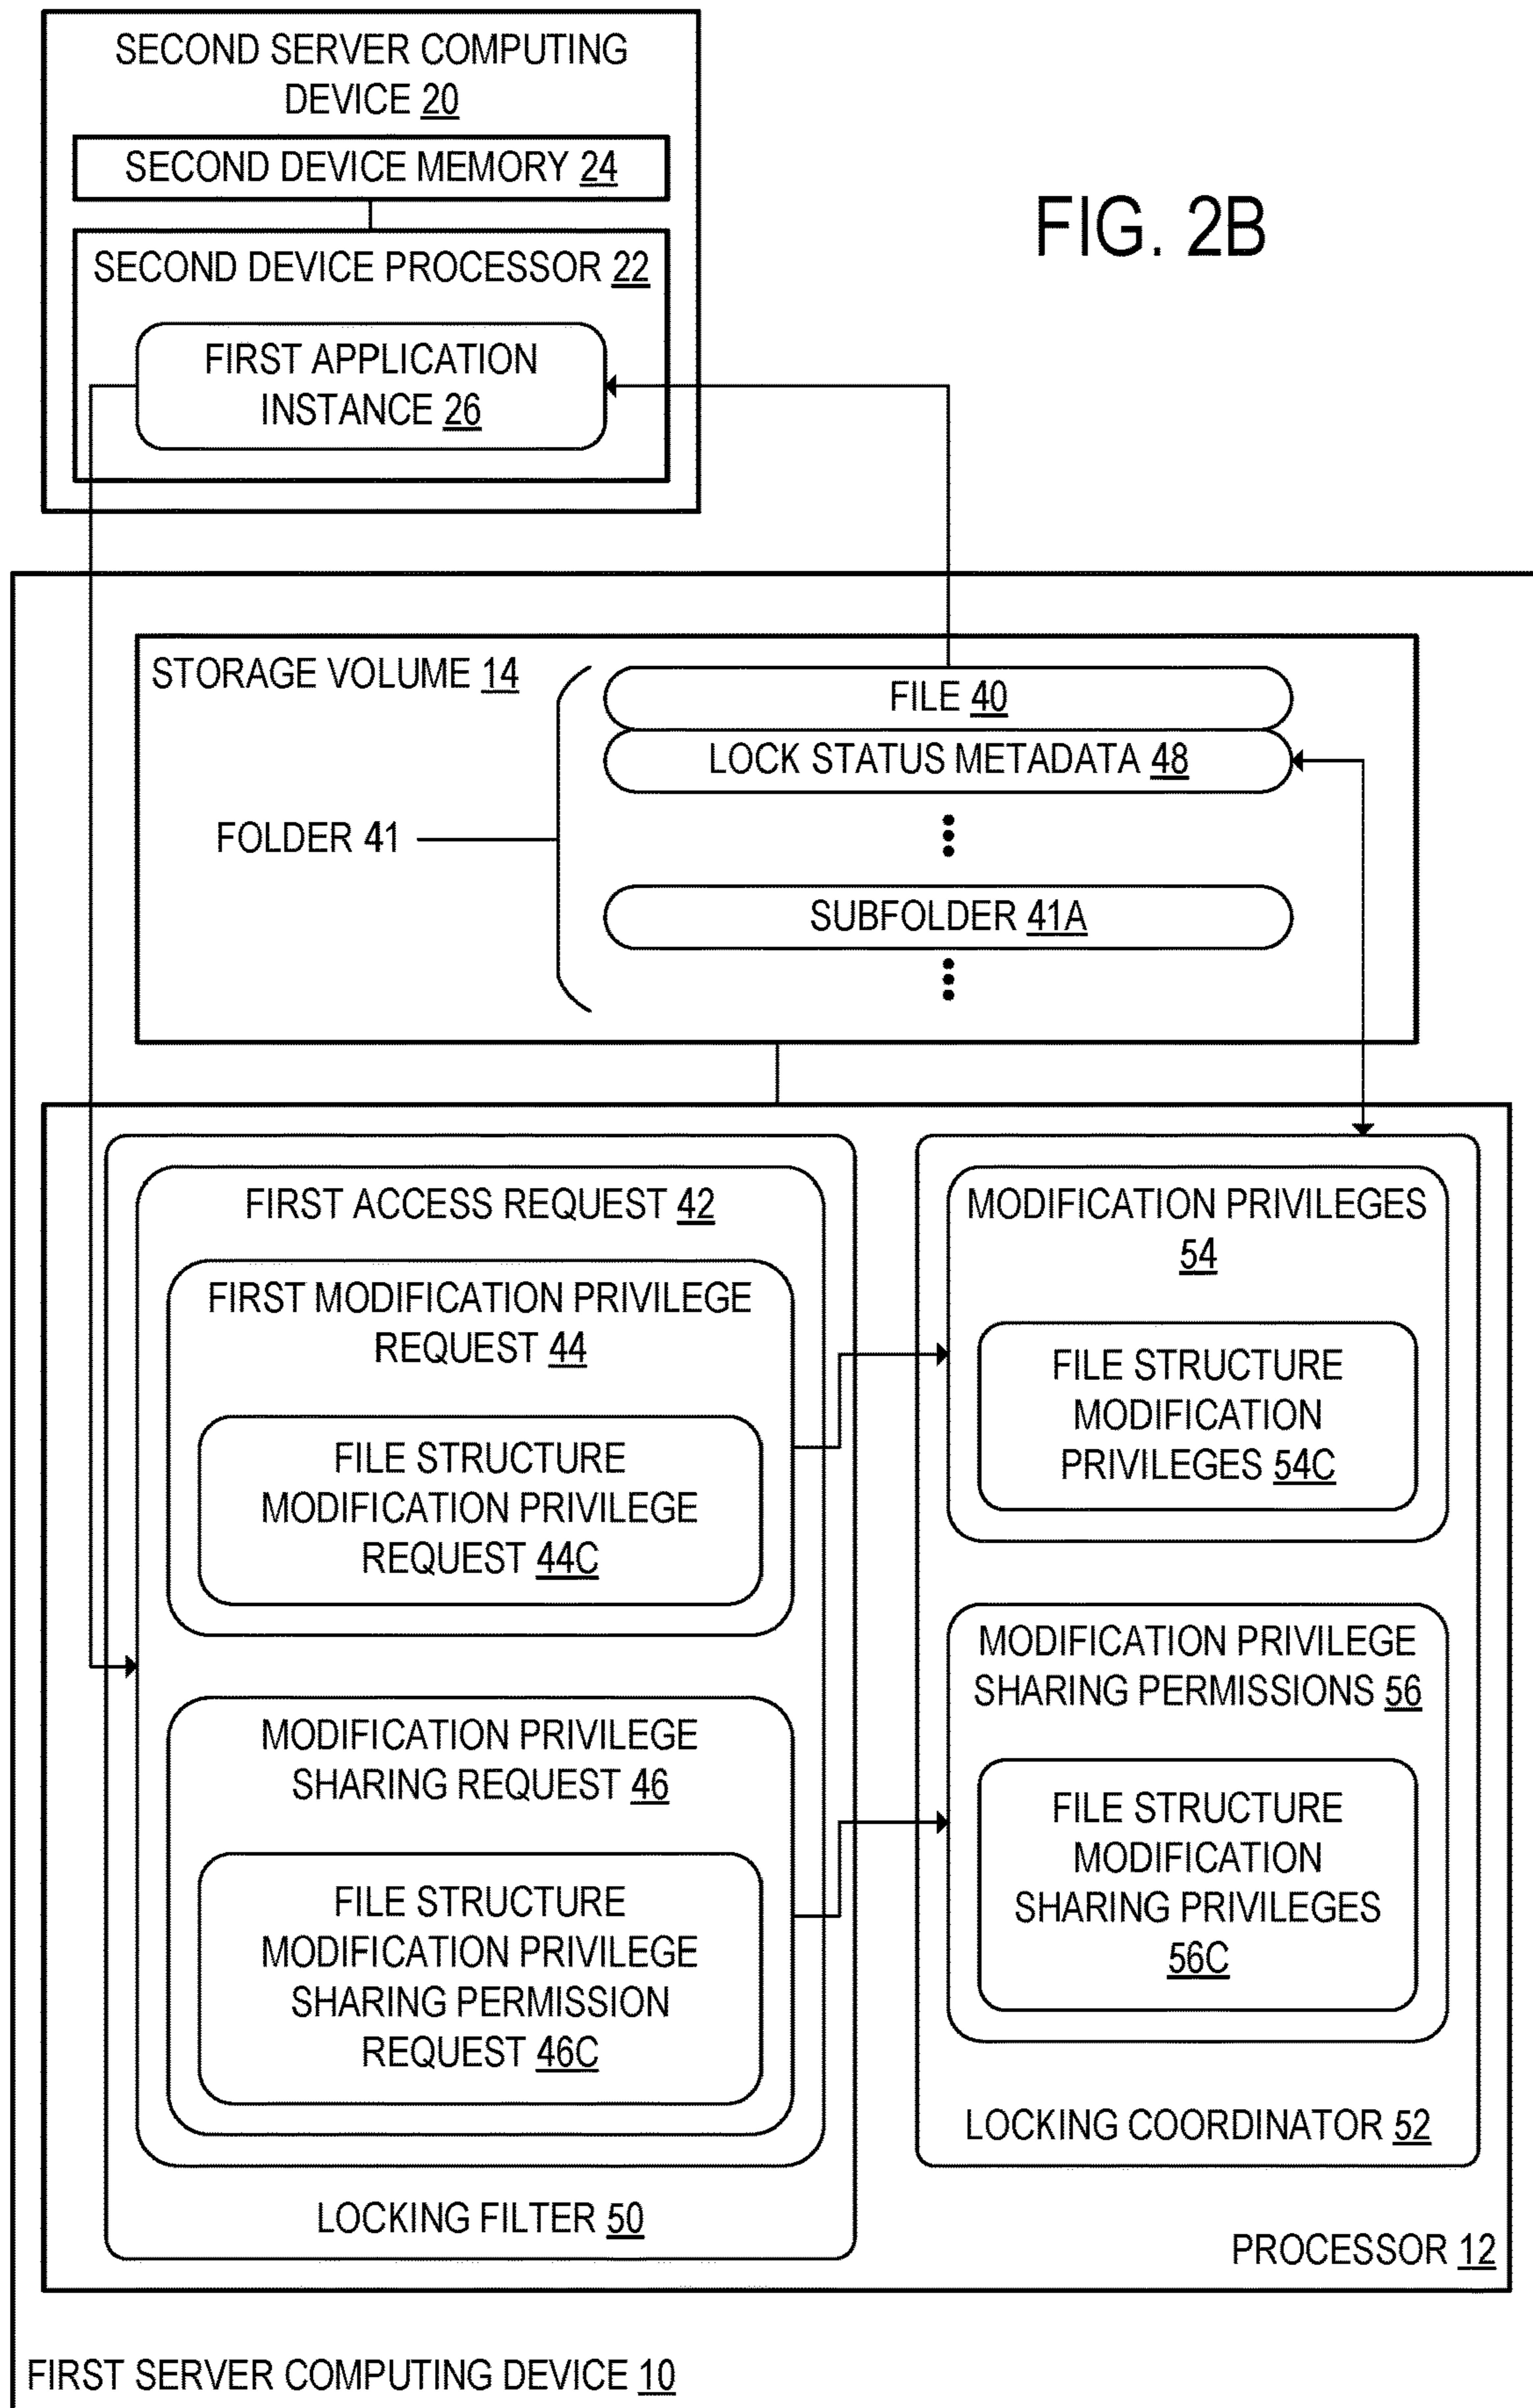 SECOND SERVER COMPUTING
DEVICE 20
SECOND DEVICE MEMORY 24
FIG. 2B
SECOND DEVICE PROCESSOR 22
FIRST APPLICATION
INSTANCE 26
STORAGE VOLUME 14
FILE 40
LOCK STATUS METADATA 48
FOLDER 41
SUBFOLDER 41A
FIRST ACCESS REQUEST 42
FIRST MODIFICATION PRIVILEGE
REQUEST 44
FILE STRUCTURE
MODIFICATION PRIVILEGE
REQUEST 44C
MODIFICATION PRIVILEGE
SHARING REQUEST 46
FILE STRUCTURE
MODIFICATION PRIVILEGE
SHARING PERMISSION
REQUEST 46C
LOCKING FILTER 50
MODIFICATION PRIVILEGES
54
FILE STRUCTURE
MODIFICATION
PRIVILEGES 54C
MODIFICATION PRIVILEGE
SHARING PERMISSIONS 56
FILE STRUCTURE
MODIFICATION
SHARING PRIVILEGES
56C
LOCKING COORDINATOR 52
PROCESSOR 12
FIRST SERVER COMPUTING DEVICE 10